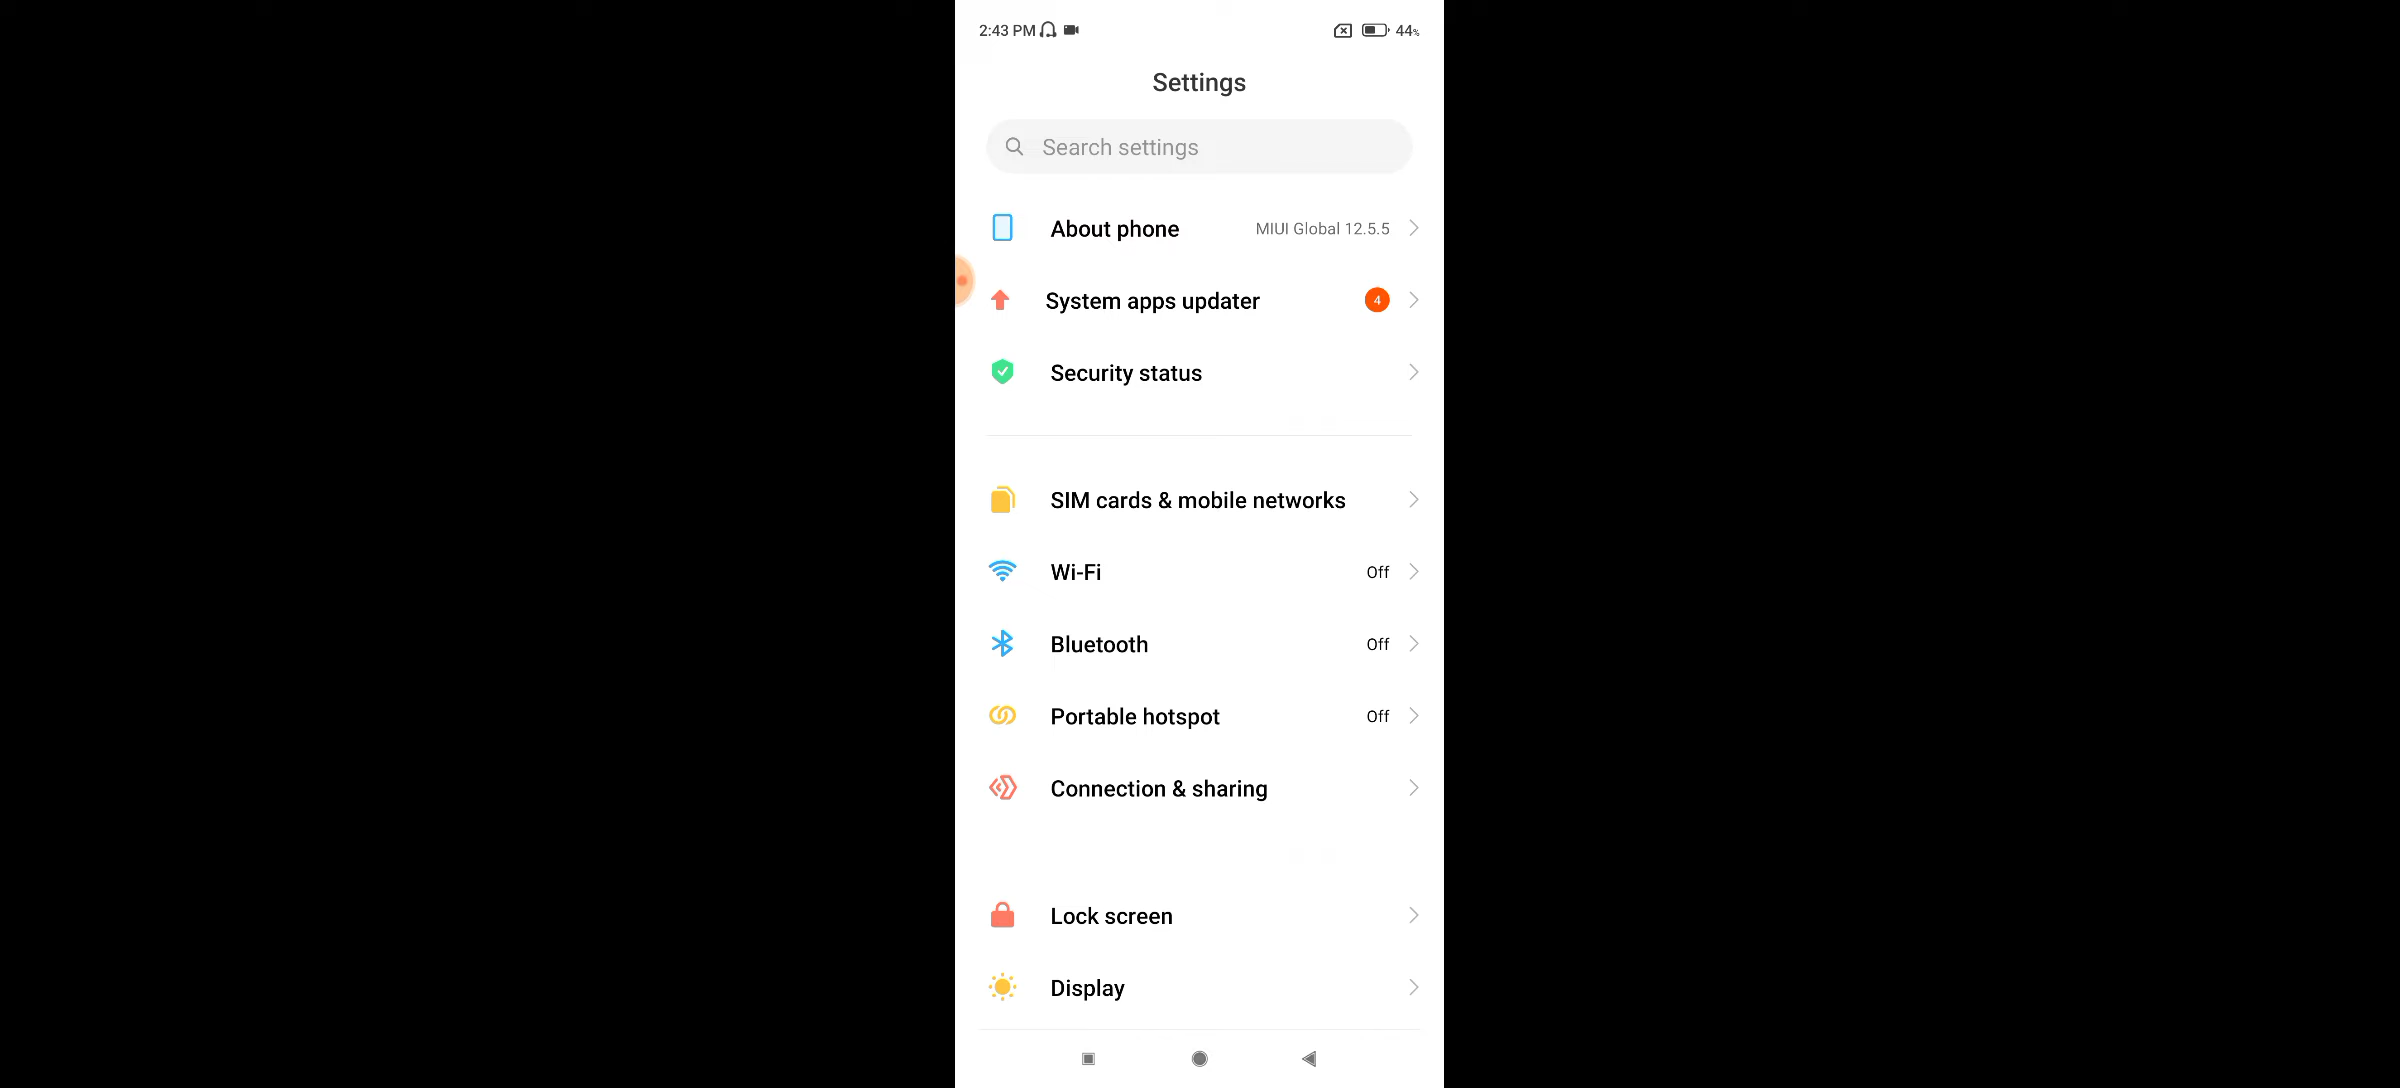 2:43 PM 44%
Settings
Search settings
About phone MIUI Global 12.5.5
System apps updater 4
Security status
SIM cards & mobile networks
Wi-Fi Off
Bluetooth Off
Portable hotspot Off
Connection & sharing
Lock screen
Display